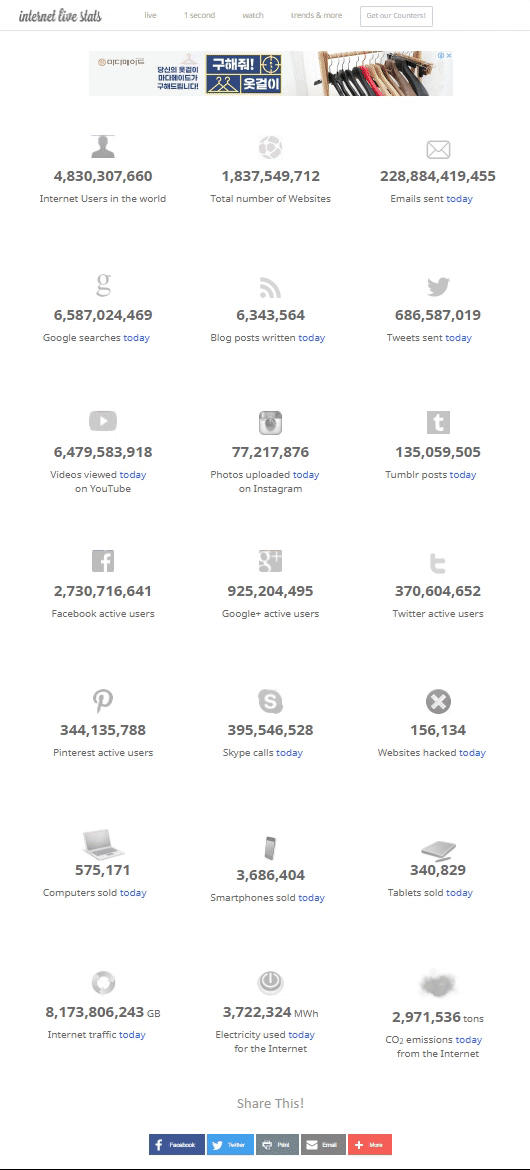 internet live stats
live 1 second watch trends & more Get our Counters!
미디메이드
당신의 옷걸이
마디메이드가
구해드립니다!
구해줘!
옷걸이
4,830,307,660 1,837,549,712 228,884,419,455
Internet Users in the world Total number of Websites Emails sent today
6,587,024,469 6,343,564 686,587,019
Google searches today Blog posts written today Tweets sent today
6,479,583,918 77,217,876 135,059,505
Videos viewed today Photos uploaded today Tumblr posts today
on YouTube on Instagram
2,730,716,641 925,204,495 370,604,652
Facebook active users Google+ active users Twitter active users
344,135,788 395,546,528 156,134
Pinterest active users Skype calls today Websites hacked today
575,171 3,686,404 340,829
Computers sold today Smartphones sold today Tablets sold today
8,173,806,243 GB 3,722,324 MWh 2,971,536 tons
Internet traffic today Electricity used today CO2 emissions today
for the Internet from the Internet
Share This!
Facebook Twitter Print Email More